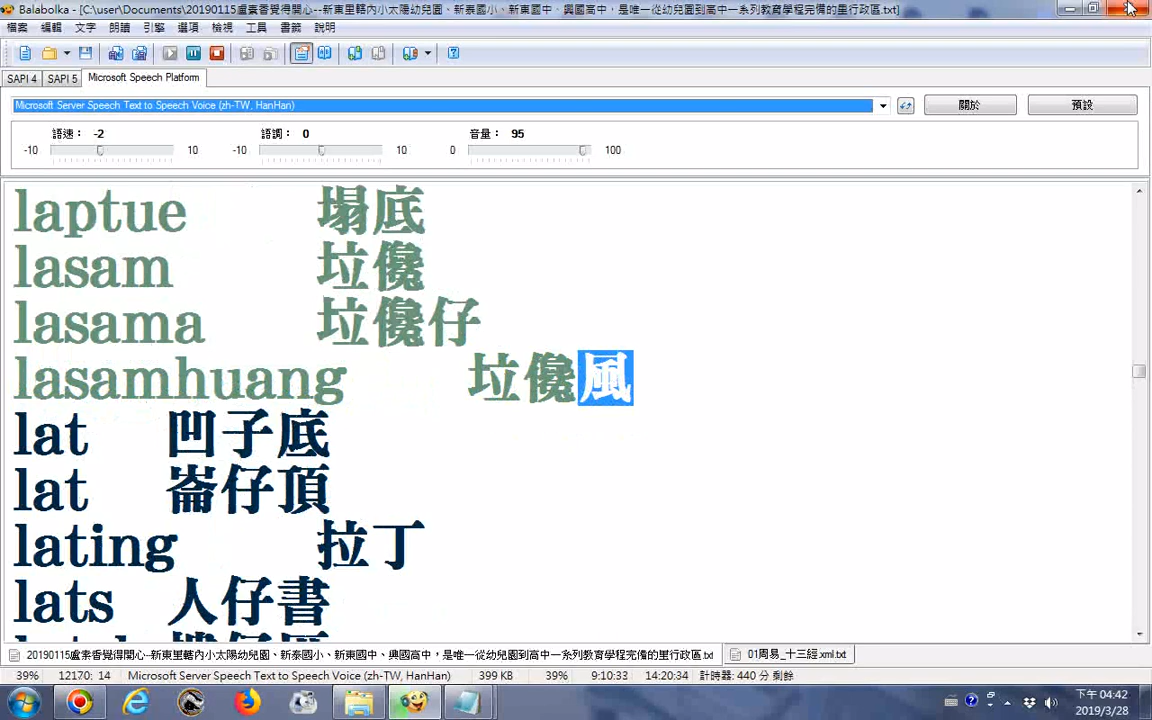 Balabolka - [C:\user\Documents\20190115盧素香覺得開心--新東里轄內小太陽幼兒園、新泰國小、新東國中、興國高中，是唯一從幼兒園到高中一系列教育學程完備的里行政區.txt]
檔案 編輯 文字 朗讀 引擎 選項 檢視 工具 書籤 說明
SAPI 4 SAPI 5 Microsoft Speech Platform
Microsoft Server Speech Text to Speech Voice (zh-TW, HanHan) 關於 預設
語速： -2 語調： 0 音量： 95
-10 10 -10 10 0 100
laptue 塌底
lasam 垃儳
lasama 垃儳仔
lasamhuang 垃儳風
lat 凹子底
lat 崙仔頂
lating 拉丁
lats 人仔書
20190115盧素香覺得開心--新東里轄內小太陽幼兒園、新泰國小、新東國中、興國高中，是唯一從幼兒園到高中一系列教育學程完備的里行政區.txt 01周易_十三經.xml.txt
39% 12170: 14 Microsoft Server Speech Text to Speech Voice (zh-TW, HanHan) 399 KB 39% 9:10:33 14:20:34 計時器: 440 分 剩餘
下午 04:42
2019/3/28